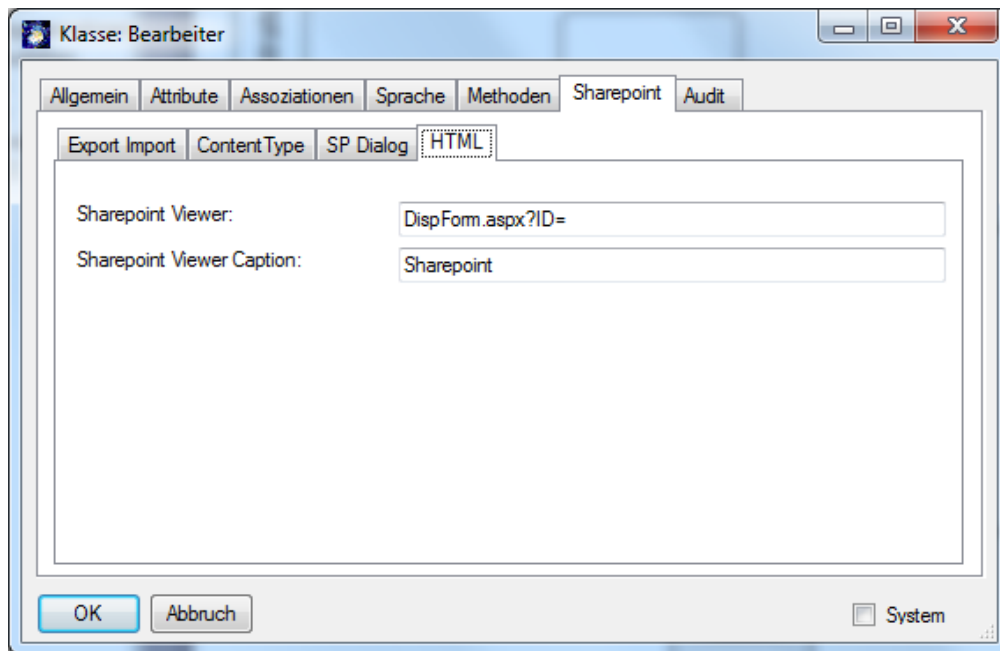 Klasse: Bearbeiter
Allgemein Attribute Assoziationen Sprache Methoden Sharepoint Audit
Export Import ContentType SP Dialog HTML
Sharepoint Viewer: DispForm.aspx?ID=
Sharepoint Viewer Caption: Sharepoint
OK Abbruch System